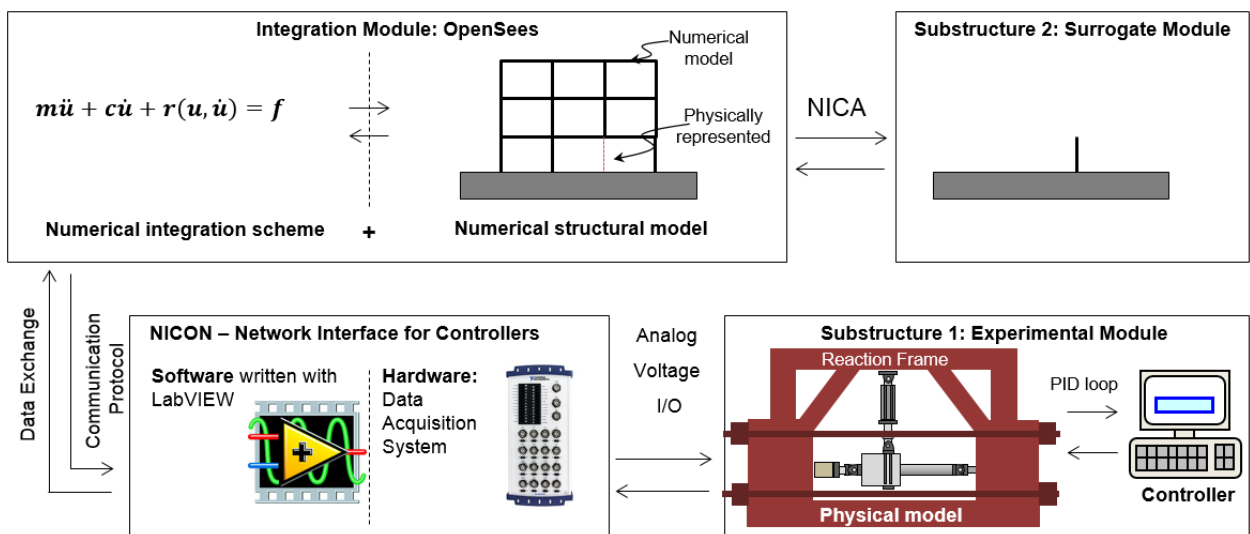 Integration Module: OpenSees
Numerical
model
𝒎𝒖̈ + 𝒄𝒖̇ + 𝒓(𝒖, 𝒖̇) = 𝒇
Physically
represented
Numerical integration scheme
+
Numerical structural model
NICA
Substructure 2: Surrogate Module
Data Exchange
Communication
Protocol
NICON – Network Interface for Controllers
Software written with
LabVIEW
Hardware:
Data
Acquisition
System
Analog
Voltage
I/O
Substructure 1: Experimental Module
Reaction Frame
PID loop
Physical model
Controller